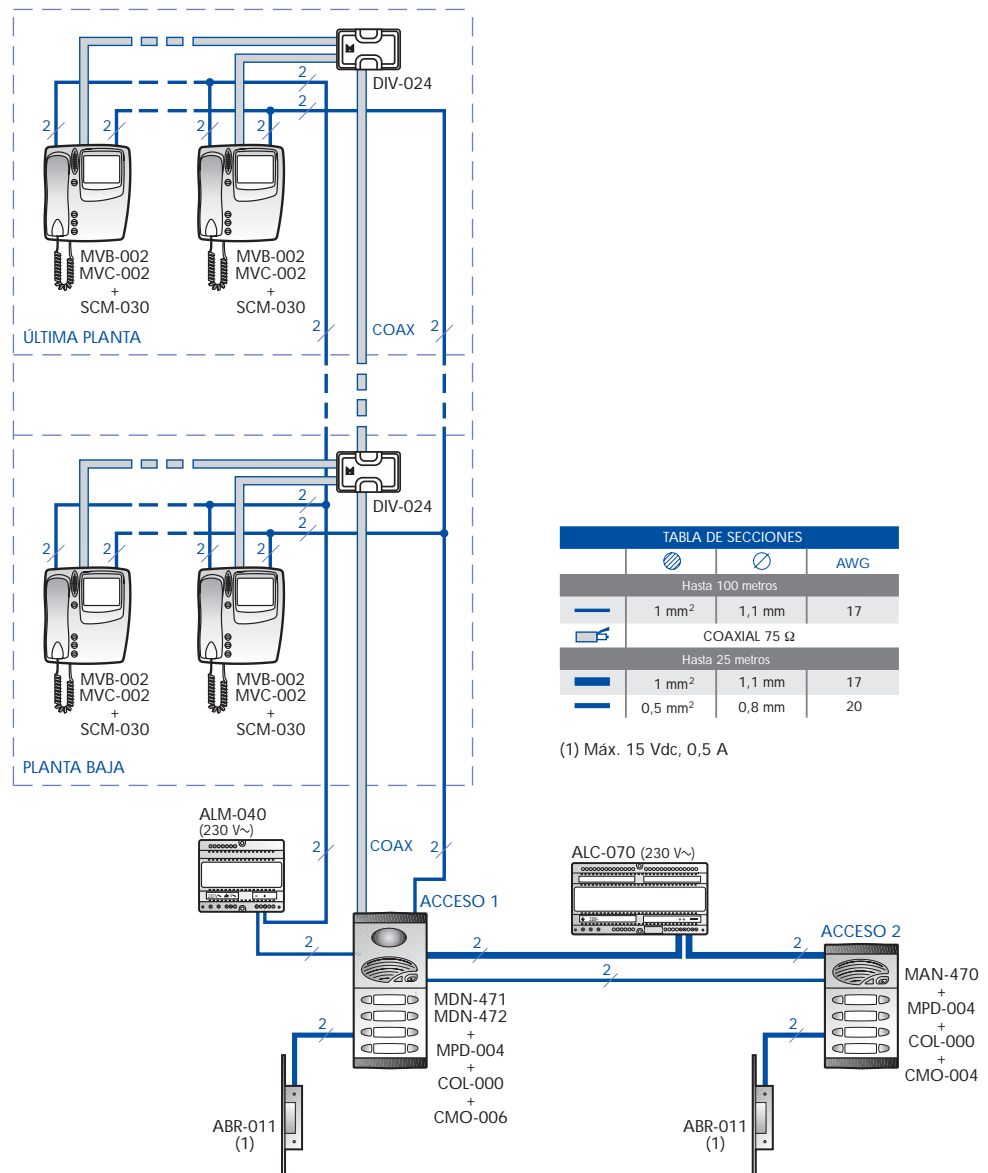 DIV-024
2
2
2
2
2
2
MVB-002
MVC-002
+
SCM-030
MVB-002
MVC-002
+
SCM-030
ÚLTIMA PLANTA
2
COAX
2
DIV-024
2
2
2
2
2
2
MVB-002
MVC-002
+
SCM-030
MVB-002
MVC-002
+
SCM-030
PLANTA BAJA
TABLA DE SECCIONES
AWG
Hasta 100 metros
1 mm² 1,1 mm 17
COAXIAL 75 Ω
Hasta 25 metros
1 mm² 1,1 mm 17
0,5 mm² 0,8 mm 20
(1) Máx. 15 Vdc, 0,5 A
ALM-040
(230 V~)
2
COAX
2
ALC-070 (230 V~)
ACCESO 1
ACCESO 2
2
2
2
2
MDN-471
MDN-472
+
MPD-004
+
COL-000
+
CMO-006
MAN-470
+
MPD-004
+
COL-000
+
CMO-004
2
2
ABR-011
(1)
ABR-011
(1)